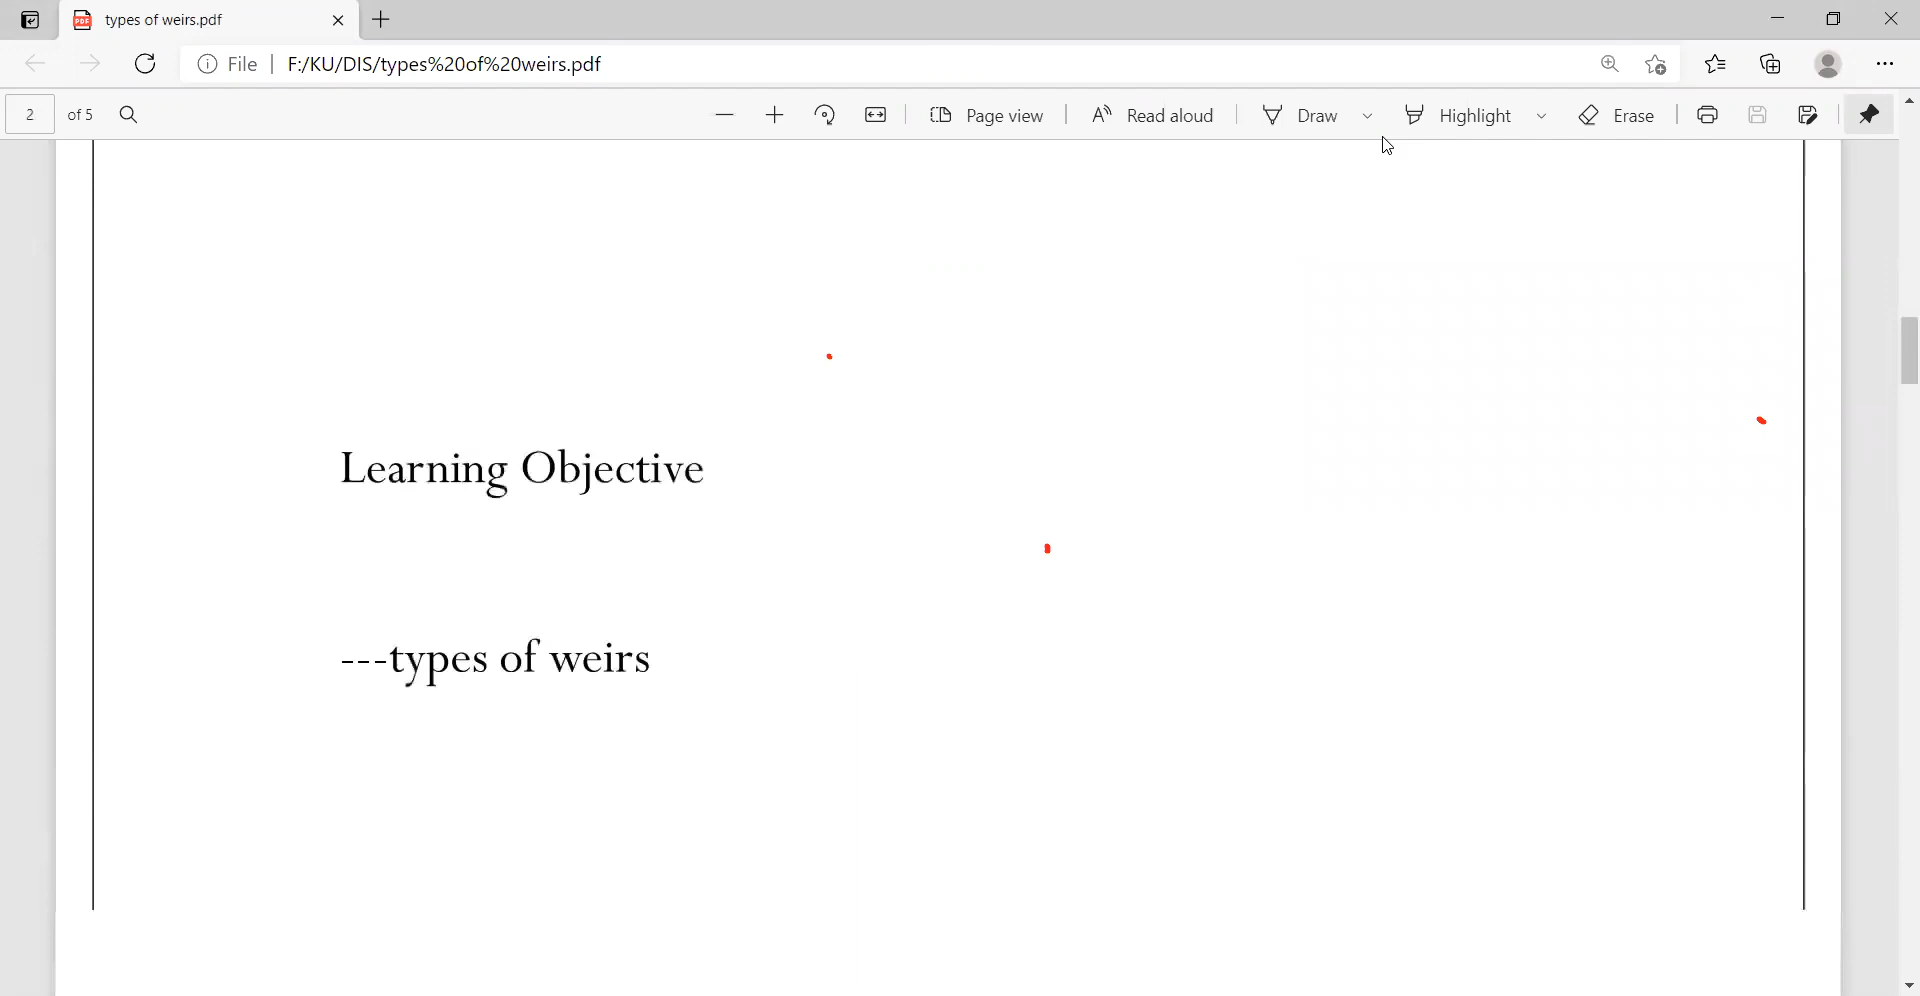 types of weirs.pdf
File | F:/KU/DIS/types%20of%20weirs.pdf
2 of 5 Page view Read aloud Draw Highlight Erase
Learning Objective
---types of weirs